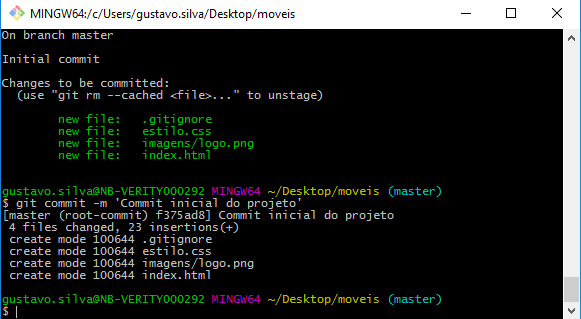 MINGW64:/c/Users/gustavo.silva/Desktop/moveis
On branch master
Initial commit
Changes to be committed:
(use "git rm --cached <file>..." to unstage)
new file: .gitignore
new file: estilo.css
new file: imagens/logo.png
new file: index.html
gustavo.silva@NB-VERITY000292 MINGW64 ~/Desktop/moveis (master)
$ git commit -m 'Commit inicial do projeto'
[master (root-commit) f375ad8] Commit inicial do projeto
4 files changed, 23 insertions(+)
create mode 100644 .gitignore
create mode 100644 estilo.css
create mode 100644 imagens/logo.png
create mode 100644 index.html
gustavo.silva@NB-VERITY000292 MINGW64 ~/Desktop/moveis (master)
$